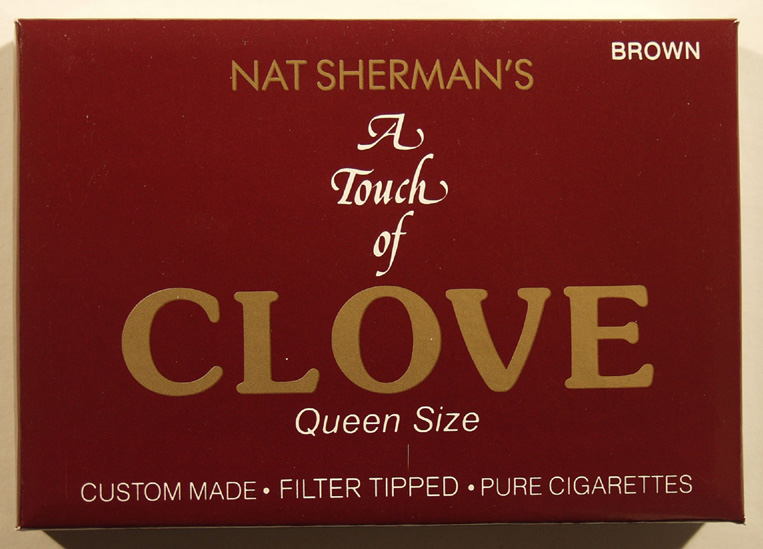 BROWN
NAT SHERMAN'S
A
Touch
of
CLOVE
Queen Size
CUSTOM MADE • FILTER TIPPED • PURE CIGARETTES